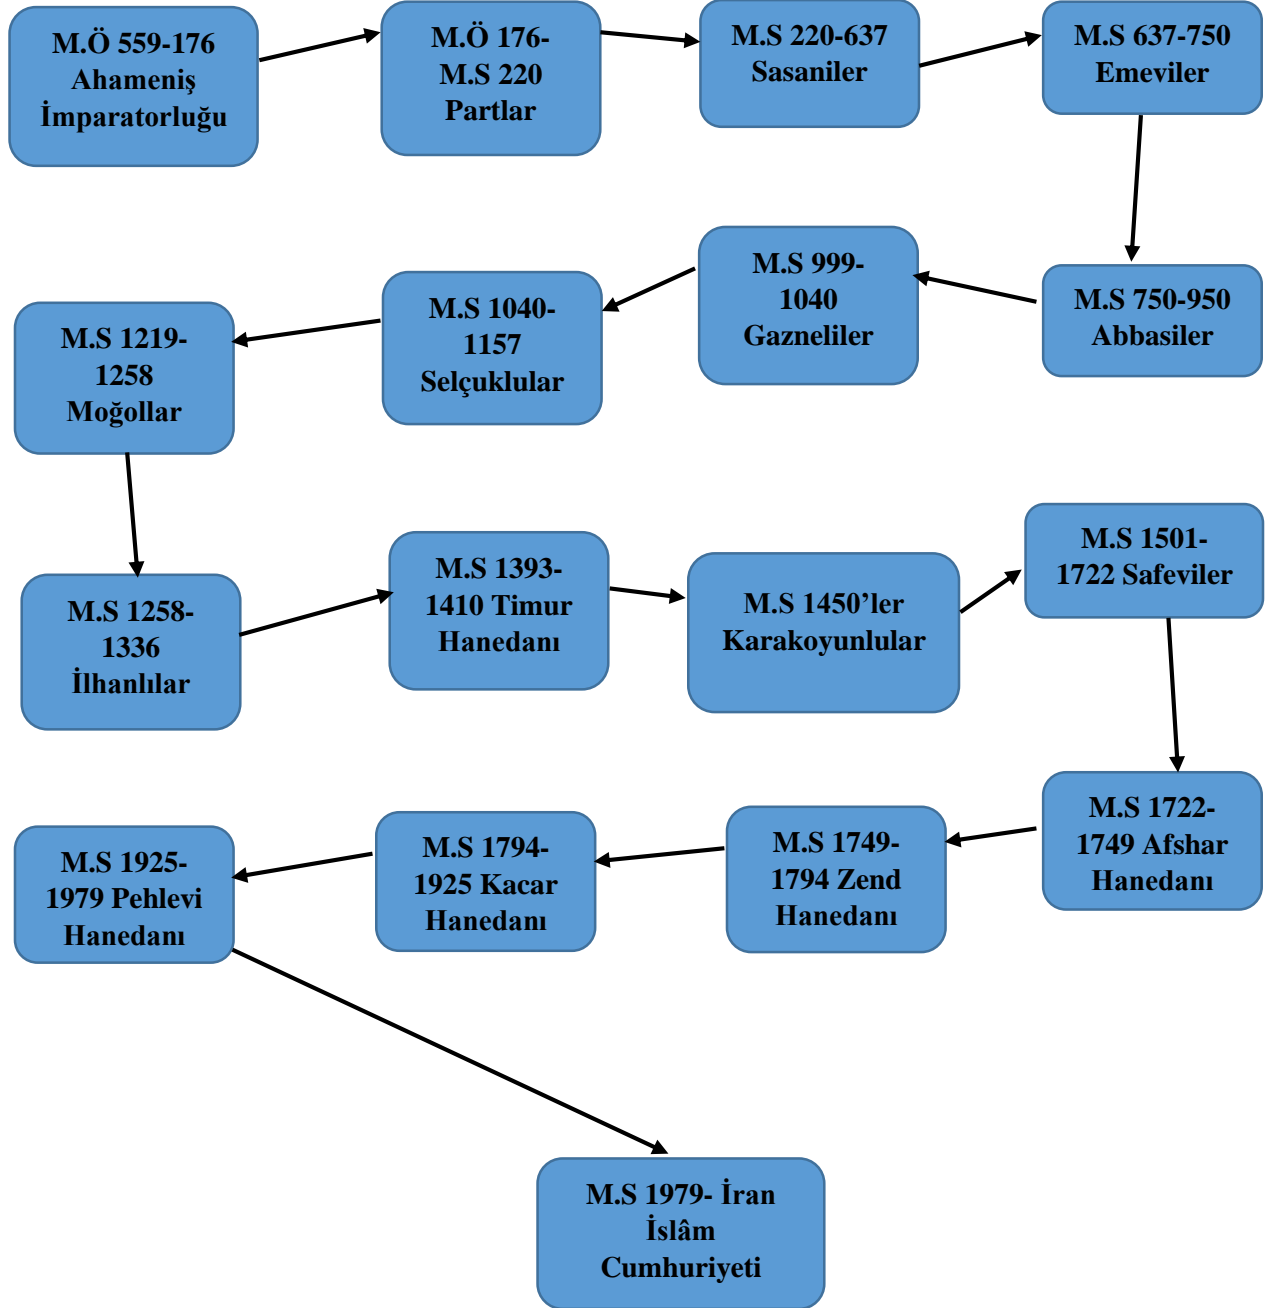 M.Ö 559-176
Ahameniş
İmparatorluğu
M.Ö 176-
M.S 220
Partlar
M.S 220-637
Sasaniler
M.S 637-750
Emeviler
M.S 750-950
Abbasiler
M.S 999-
1040
Gazneliler
M.S 1040-
1157
Selçuklular
M.S 1219-
1258
Moğollar
M.S 1258-
1336
İlhanlılar
M.S 1393-
1410 Timur
Hanedanı
M.S 1450’ler
Karakoyunlular
M.S 1501-
1722 Safeviler
M.S 1722-
1749 Afshar
Hanedanı
M.S 1749-
1794 Zend
Hanedanı
M.S 1794-
1925 Kacar
Hanedanı
M.S 1925-
1979 Pehlevi
Hanedanı
M.S 1979- İran
İslâm
Cumhuriyeti